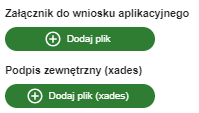 Załącznik do wniosku aplikacyjnego
Dodaj plik
Podpis zewnętrzny (xades)
Dodaj plik (xades)